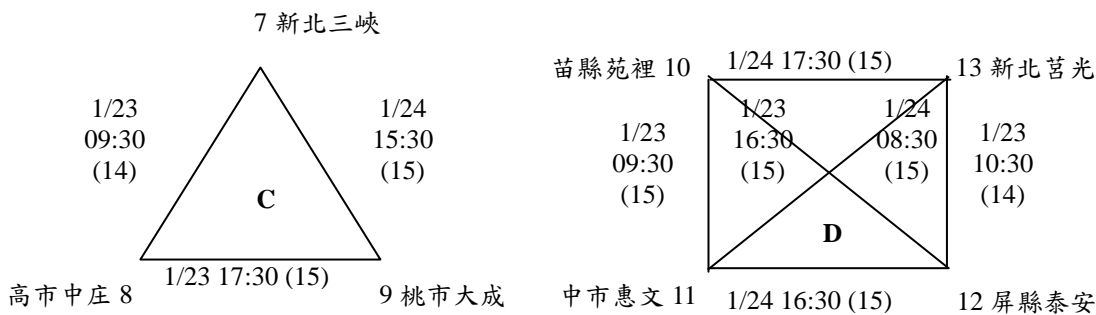 7 新北三峽
1/23
09:30
(14)
1/24
15:30
(15)
C
1/23 17:30 (15)
高市中庄 8
9 桃市大成
苗縣苑裡 10
1/24 17:30 (15)
13 新北莒光
1/23
09:30
(15)
1/23
16:30
(15)
1/24
08:30
(15)
1/23
10:30
(14)
D
中市惠文 11
1/24 16:30 (15)
12 屏縣泰安